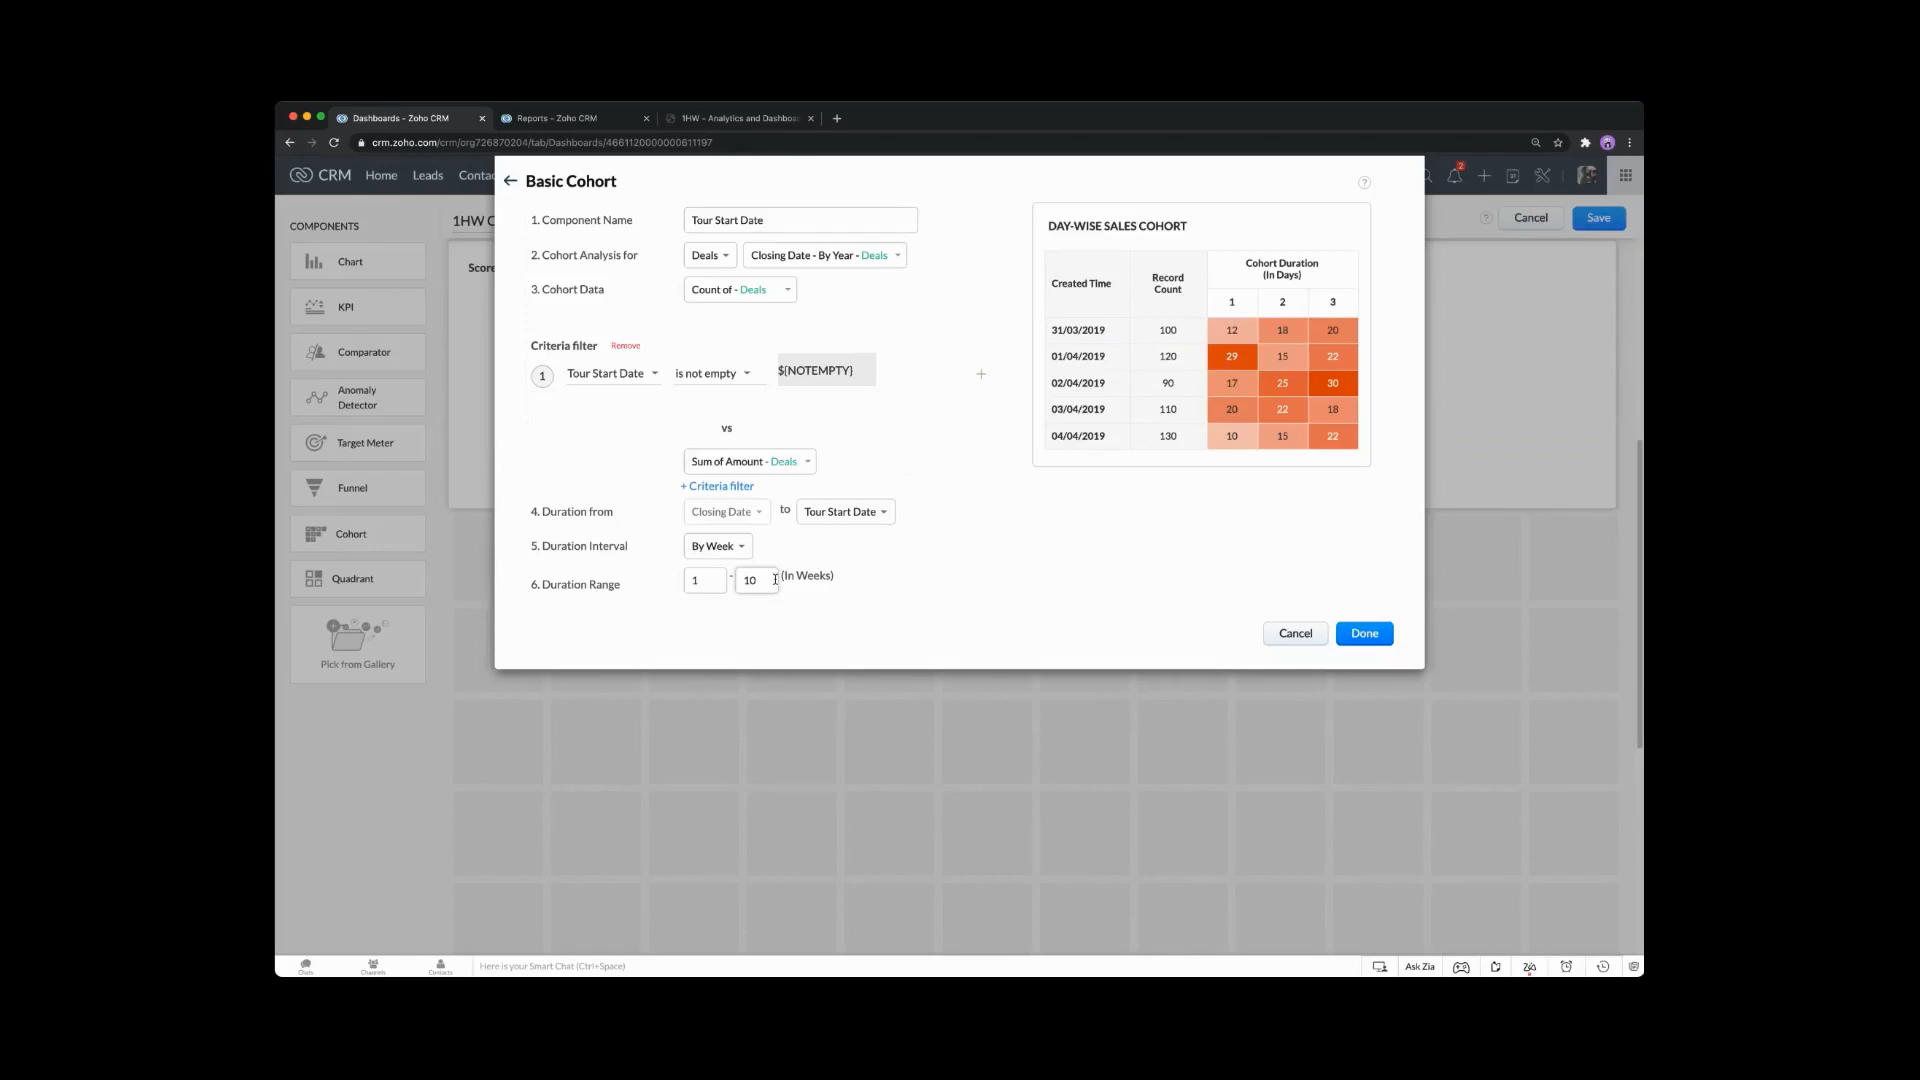 Dashboards - Zoho CRM
Reports - Zoho CRM
1HW - Analytics and Dashboa
crm.zoho.com/crm/org726870204/tab/Dashboards/4661120000000611197
CRM Home Leads Contac
2
COMPONENTS
1HW C
Cancel Save
Chart
KPI
Comparator
Anomaly
Detector
Target Meter
Funnel
Cohort
Quadrant
Pick from Gallery
Score
Basic Cohort
?
1. Component Name Tour Start Date
2. Cohort Analysis for Deals Closing Date - By Year - Deals
3. Cohort Data Count of - Deals
Criteria filter Remove
1 Tour Start Date is not empty ${NOTEMPTY}
+
vs
Sum of Amount - Deals
+ Criteria filter
4. Duration from Closing Date to Tour Start Date
5. Duration Interval By Week
6. Duration Range 1 - 10 (In Weeks)
DAY-WISE SALES COHORT
Created Time Record Count Cohort Duration (In Days)
1 2 3
31/03/2019 100 12 18 20
01/04/2019 120 29 15 22
02/04/2019 90 17 25 30
03/04/2019 110 20 22 18
04/04/2019 130 10 15 22
Cancel Done
Chats Channels Contacts Here is your Smart Chat (Ctrl+Space) Ask Zia